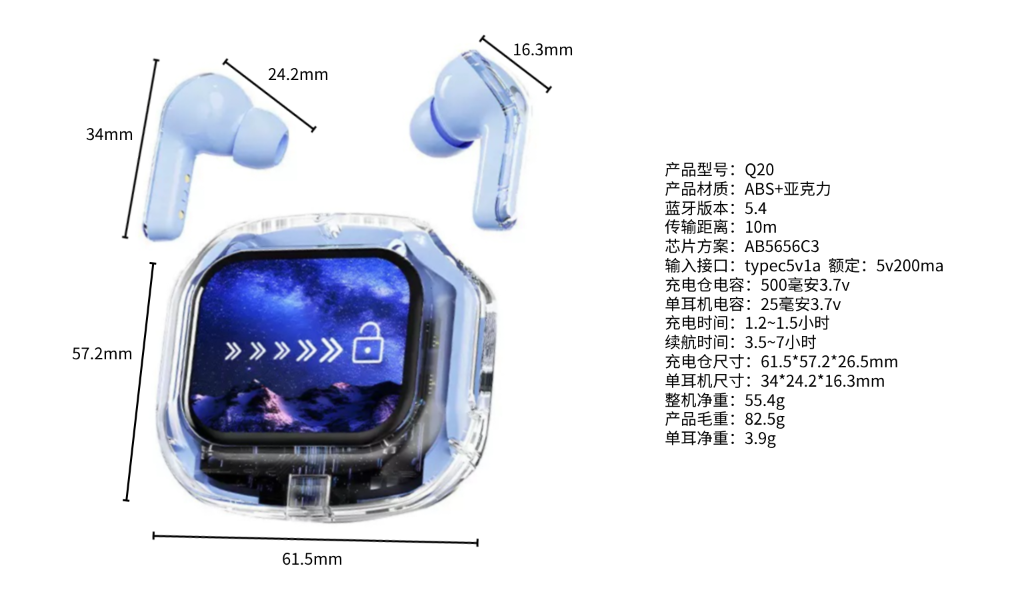 16.3mm
24.2mm
34mm
57.2mm
61.5mm
产品型号：Q20
产品材质：ABS+亚克力
蓝牙版本：5.4
传输距离：10m
芯片方案：AB5656C3
输入接口：typec5v1a 额定：5v200ma
充电仓电容：500毫安3.7v
单耳机电容：25毫安3.7v
充电时间：1.2~1.5小时
续航时间：3.5~7小时
充电仓尺寸：61.5*57.2*26.5mm
单耳机尺寸：34*24.2*16.3mm
整机净重：55.4g
产品毛重：82.5g
单耳净重：3.9g